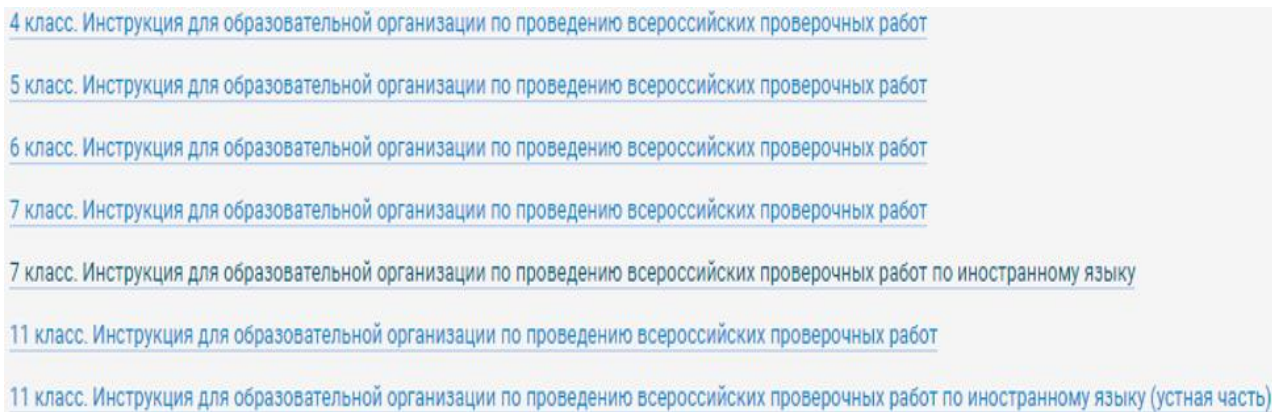 4 класс. Инструкция для образовательной организации по проведению всероссийских проверочных работ
5 класс. Инструкция для образовательной организации по проведению всероссийских проверочных работ
6 класс. Инструкция для образовательной организации по проведению всероссийских проверочных работ
7 класс. Инструкция для образовательной организации по проведению всероссийских проверочных работ
7 класс. Инструкция для образовательной организации по проведению всероссийских проверочных работ по иностранному языку
11 класс. Инструкция для образовательной организации по проведению всероссийских проверочных работ
11 класс. Инструкция для образовательной организации по проведению всероссийских проверочных работ по иностранному языку (устная часть)